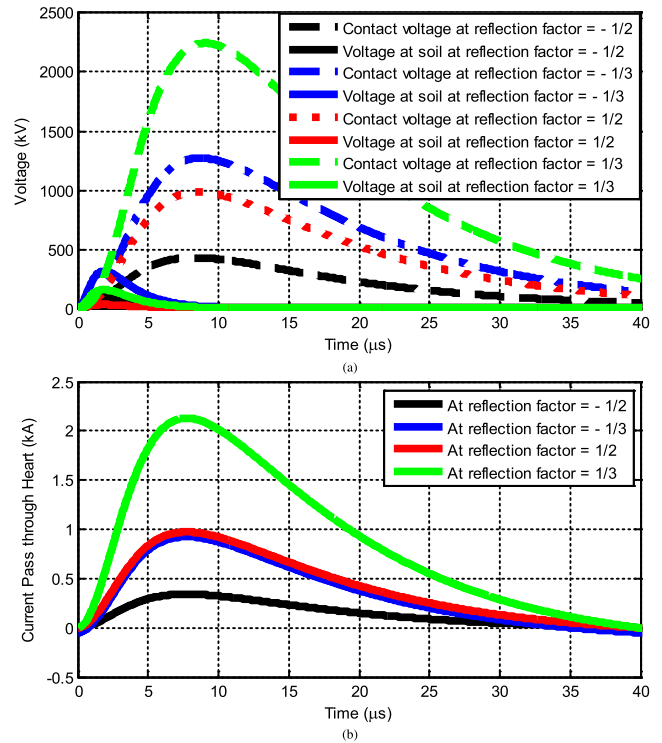 2500
2000
1500
1000
500
0
Voltage (kV)
Contact voltage at reflection factor = - 1/2
Voltage at soil at reflection factor = - 1/2
Contact voltage at reflection factor = - 1/3
Voltage at soil at reflection factor = - 1/3
Contact voltage at reflection factor = 1/2
Voltage at soil at reflection factor = 1/2
Contact voltage at reflection factor = 1/3
Voltage at soil at reflection factor = 1/3
0 5 10 15 20 25 30 35 40
Time (μs)
(a)
2.5
2
1.5
1
0.5
0
-0.5
Current Pass through Heart (kA)
At reflection factor = - 1/2
At reflection factor = - 1/3
At reflection factor = 1/2
At reflection factor = 1/3
0 5 10 15 20 25 30 35 40
Time (μs)
(b)